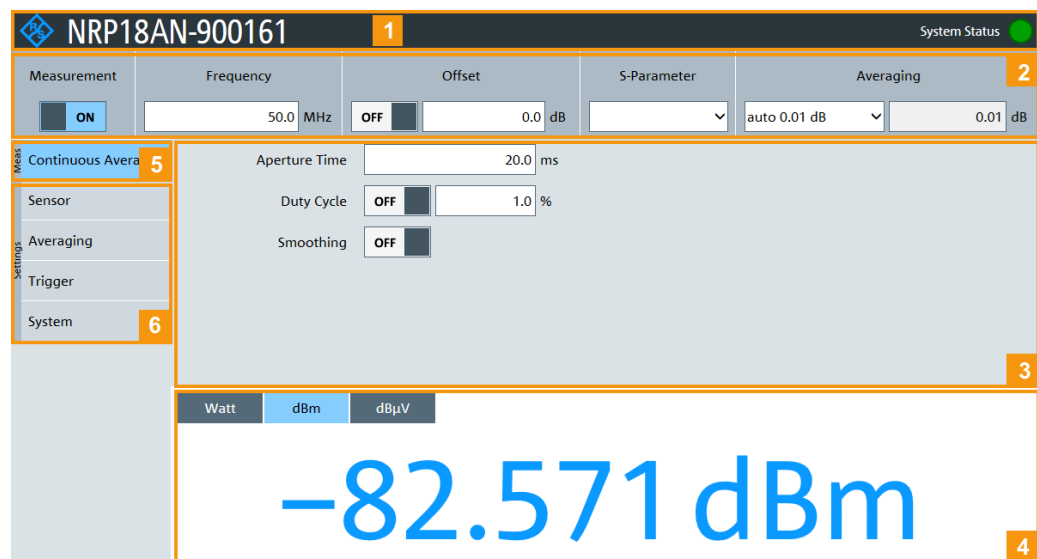 R&S NRP18AN-900161 1 System Status
Measurement Frequency Offset S-Parameter Averaging 2
ON 50.0 MHz OFF 0.0 dB auto 0.01 dB 0.01 dB
Meas Continuous Avera 5 Aperture Time 20.0 ms
Sensor Duty Cycle OFF 1.0 %
Settings Averaging Smoothing OFF
Trigger
System 6
3
Watt dBm dBµV
−82.571 dBm
4